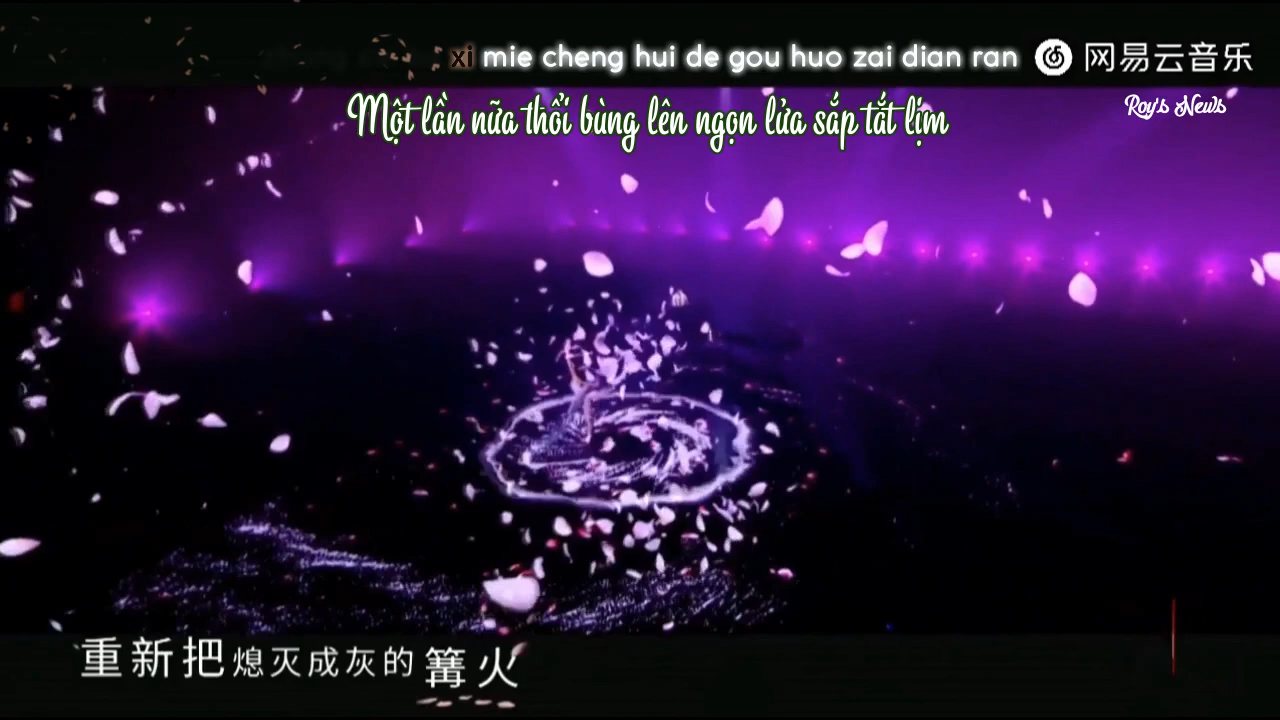 xi mie cheng hui de gou huo zai dian ran
网易云音乐
Một lần nữa thổi bùng lên ngọn lửa sắp tắt lịm
Roy's News
重新把熄灭成灰的篝火